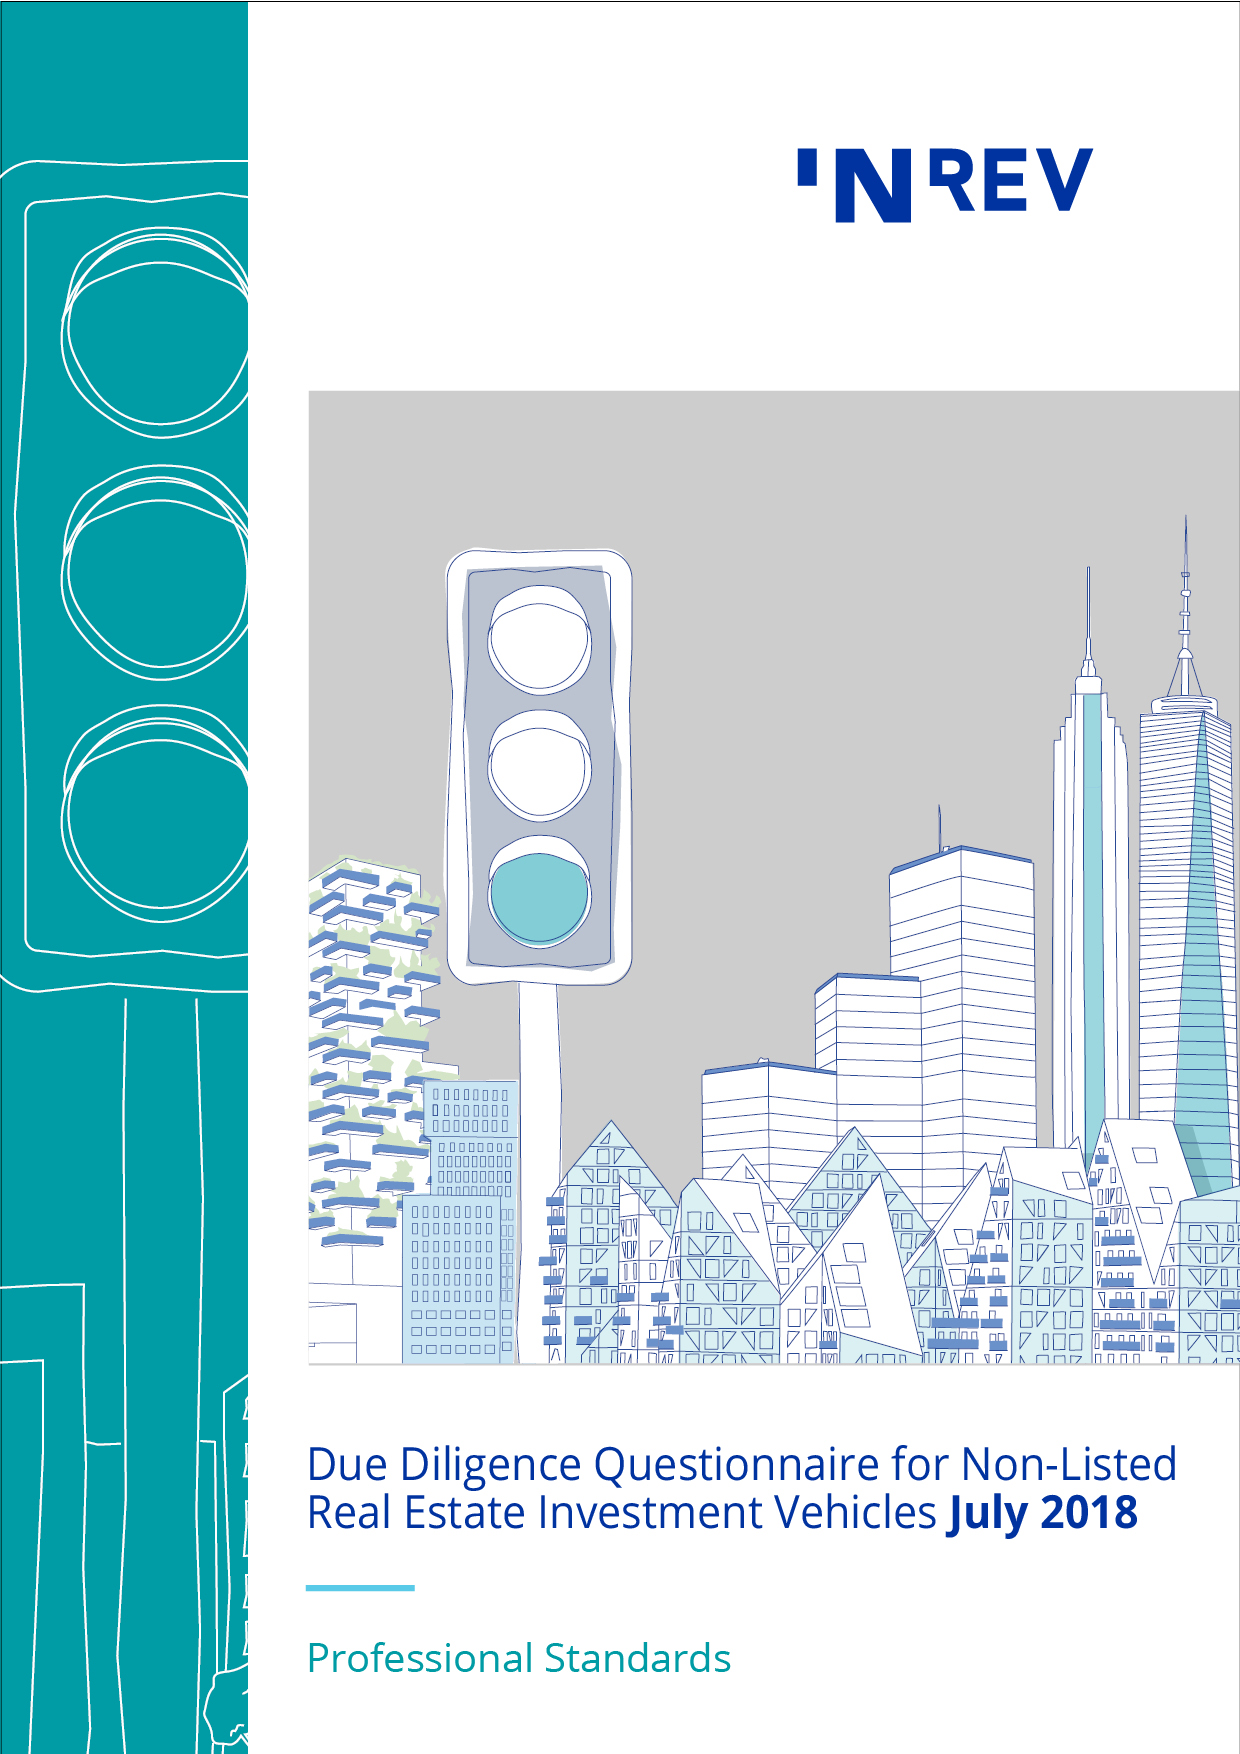 INREV
Due Diligence Questionnaire for Non-Listed
Real Estate Investment Vehicles July 2018
Professional Standards